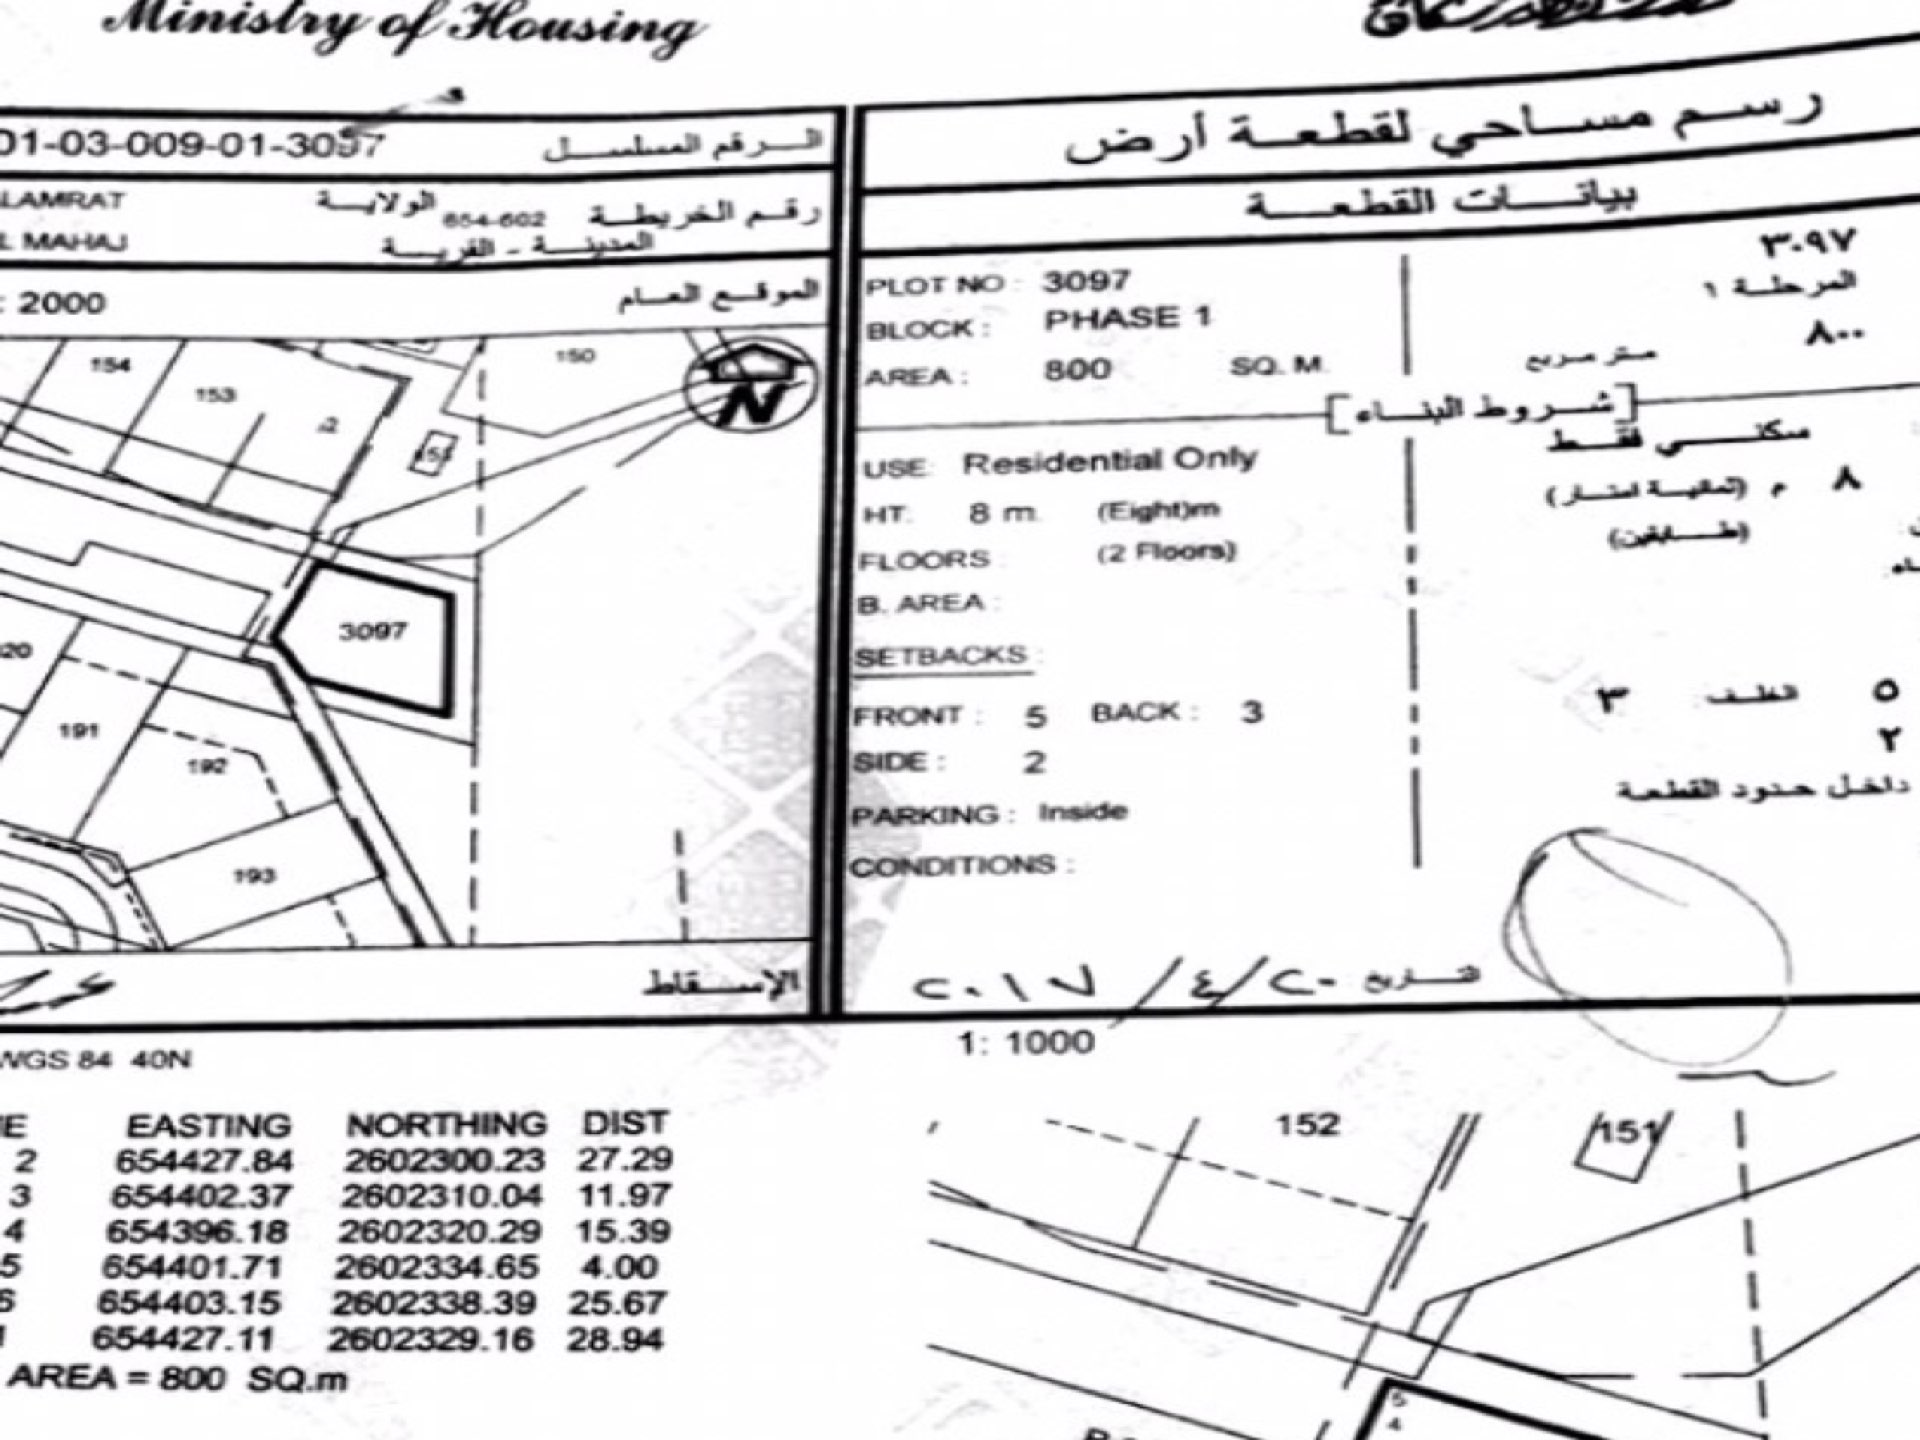 Ministry of Housing
01-03-009-01-3097 الرقم المسلسل
رسم مساحي لقطعة أرض
LAMRAT الولاية 654-602 رقم الخريطة
L MAHAJ المدينة - القرية
بيانات القطعة
: 2000 الموقع العام
PLOT NO : 3097 ٣٠٩٧
BLOCK : PHASE 1 المرحلة ١
AREA : 800 SQ. M. متر مربع ٨٠٠
[شروط البناء]
USE: Residential Only سكني فقط
HT: 8 m. (Eight)m ٨ م (ثمانية امتار)
FLOORS (2 Floors) (طابقين)
B. AREA :
SETBACKS :
FRONT : 5 BACK : 3 ٥ الخلف ٣
SIDE : 2 ٢
PARKING : Inside داخل حدود القطعة
CONDITIONS :
154
153
150
3097
191
192
193
N
الإسقاط
التاريخ ٢٠١٧/٤/٢٠
WGS 84 40N
1: 1000
E EASTING NORTHING DIST
2 654427.84 2602300.23 27.29
3 654402.37 2602310.04 11.97
4 654396.18 2602320.29 15.39
5 654401.71 2602334.65 4.00
6 654403.15 2602338.39 25.67
1 654427.11 2602329.16 28.94
AREA = 800 SQ.m
152
151
5
4